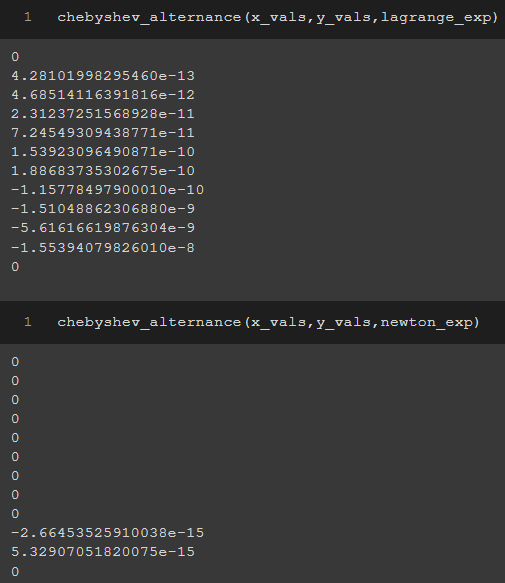 1 chebyshev_alternance(x_vals,y_vals,lagrange_exp)
0
4.28101998295460e-13
4.68514116391816e-12
2.31237251568928e-11
7.24549309438771e-11
1.53923096490871e-10
1.88683735302675e-10
-1.15778497900010e-10
-1.51048862306880e-9
-5.61616619876304e-9
-1.55394079826010e-8
0
1 chebyshev_alternance(x_vals,y_vals,newton_exp)
0
0
0
0
0
0
0
0
0
-2.66453525910038e-15
5.32907051820075e-15
0